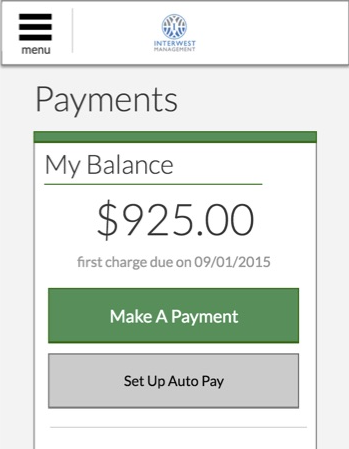 menu
INTERWEST
MANAGEMENT
Payments
My Balance
$925.00
first charge due on 09/01/2015
Make A Payment
Set Up Auto Pay